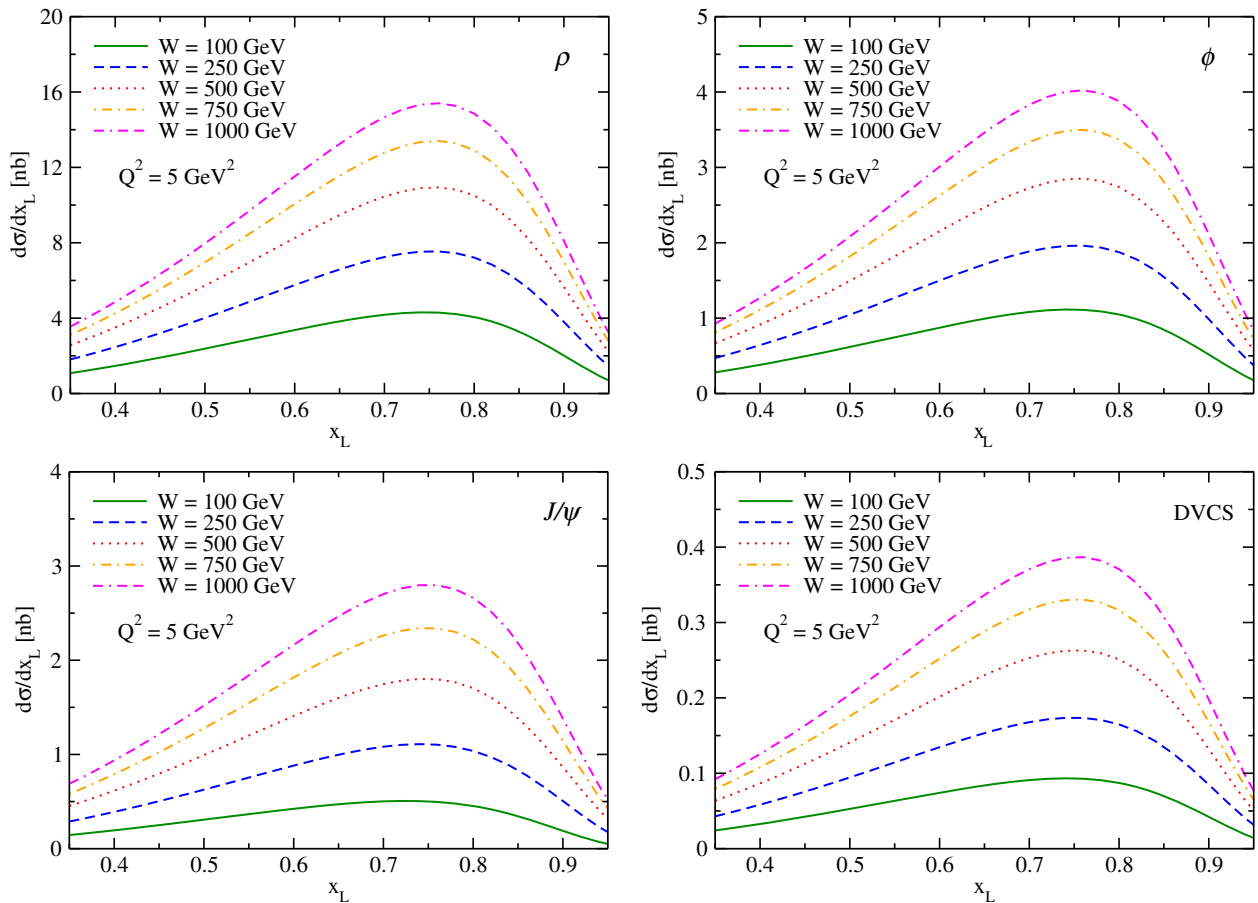 W = 100 GeV
W = 250 GeV
W = 500 GeV
W = 750 GeV
W = 1000 GeV
ρ
Q² = 5 GeV²
dσ/dx_L [nb]
20
16
12
8
4
0
0.4 0.5 0.6 0.7 0.8 0.9
x_L
W = 100 GeV
W = 250 GeV
W = 500 GeV
W = 750 GeV
W = 1000 GeV
ϕ
Q² = 5 GeV²
dσ/dx_L [nb]
5
4
3
2
1
0
0.4 0.5 0.6 0.7 0.8 0.9
x_L
W = 100 GeV
W = 250 GeV
W = 500 GeV
W = 750 GeV
W = 1000 GeV
J/ψ
Q² = 5 GeV²
dσ/dx_L [nb]
4
3
2
1
0
0.4 0.5 0.6 0.7 0.8 0.9
x_L
W = 100 GeV
W = 250 GeV
W = 500 GeV
W = 750 GeV
W = 1000 GeV
DVCS
Q² = 5 GeV²
dσ/dx_L [nb]
0.5
0.4
0.3
0.2
0.1
0
0.4 0.5 0.6 0.7 0.8 0.9
x_L